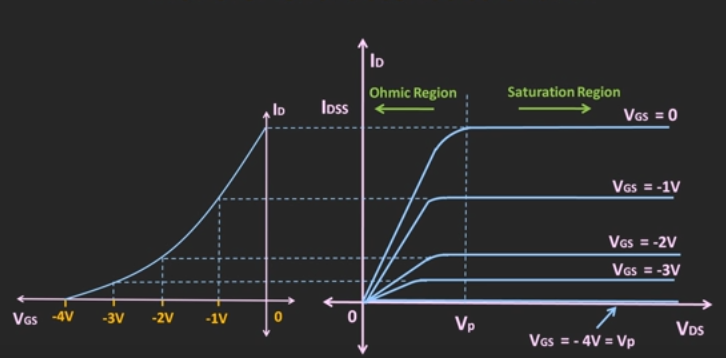 ID
Ohmic Region
Saturation Region
ID
IDSS
VGS = 0
VGS = -1V
VGS = -2V
VGS = -3V
VGS
-4V
-3V
-2V
-1V
0
0
Vp
VDS
VGS = - 4V = Vp